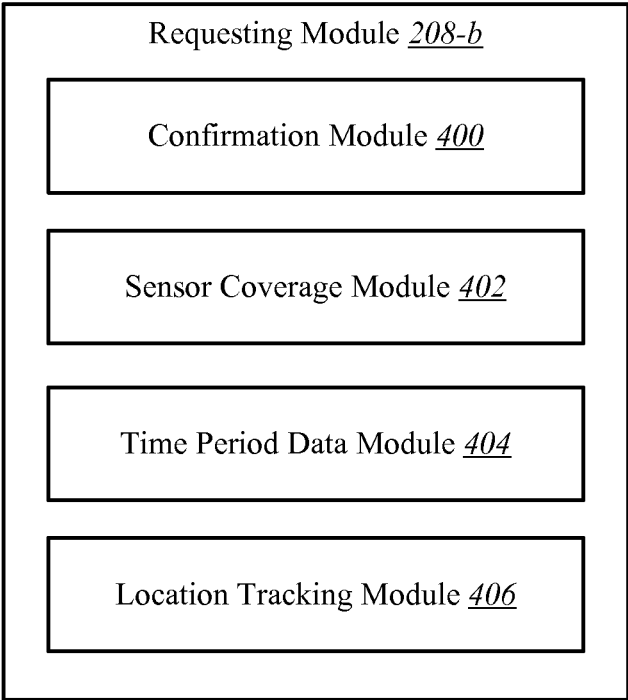 Requesting Module 208-b
Confirmation Module 400
Sensor Coverage Module 402
Time Period Data Module 404
Location Tracking Module 406